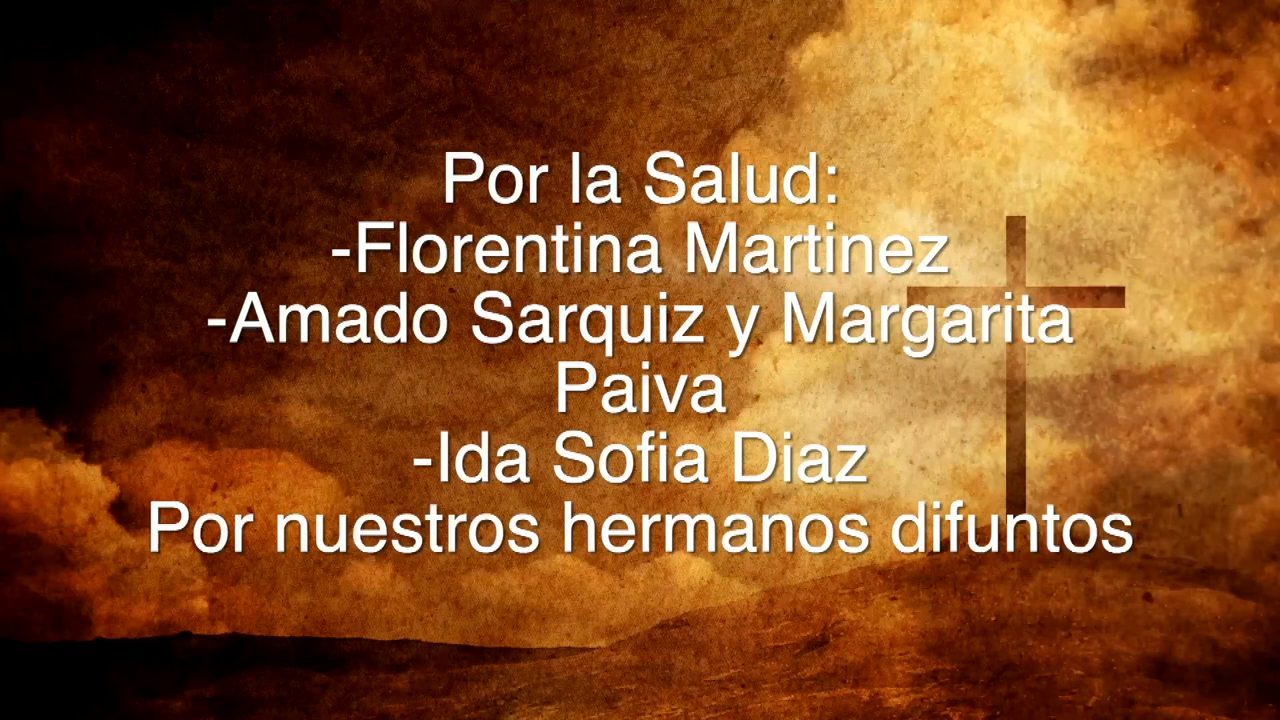 Por la Salud:
-Florentina Martinez
-Amado Sarquiz y Margarita
Paiva
-Ida Sofia Diaz
Por nuestros hermanos difuntos